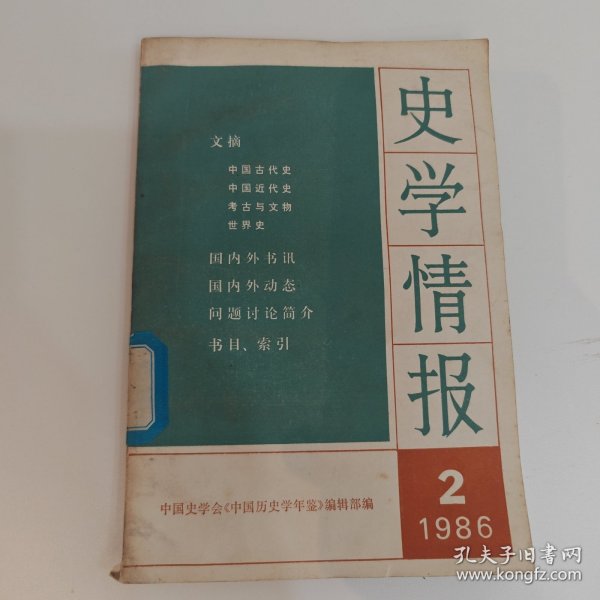 史学情报
文摘
中国古代史
中国近代史
考古与文物
世界史
国内外书讯
国内外动态
问题讨论简介
书目、索引
中国史学会《中国历史学年鉴》编辑部编
2
1986
孔夫子旧书网
www.kongfz.com